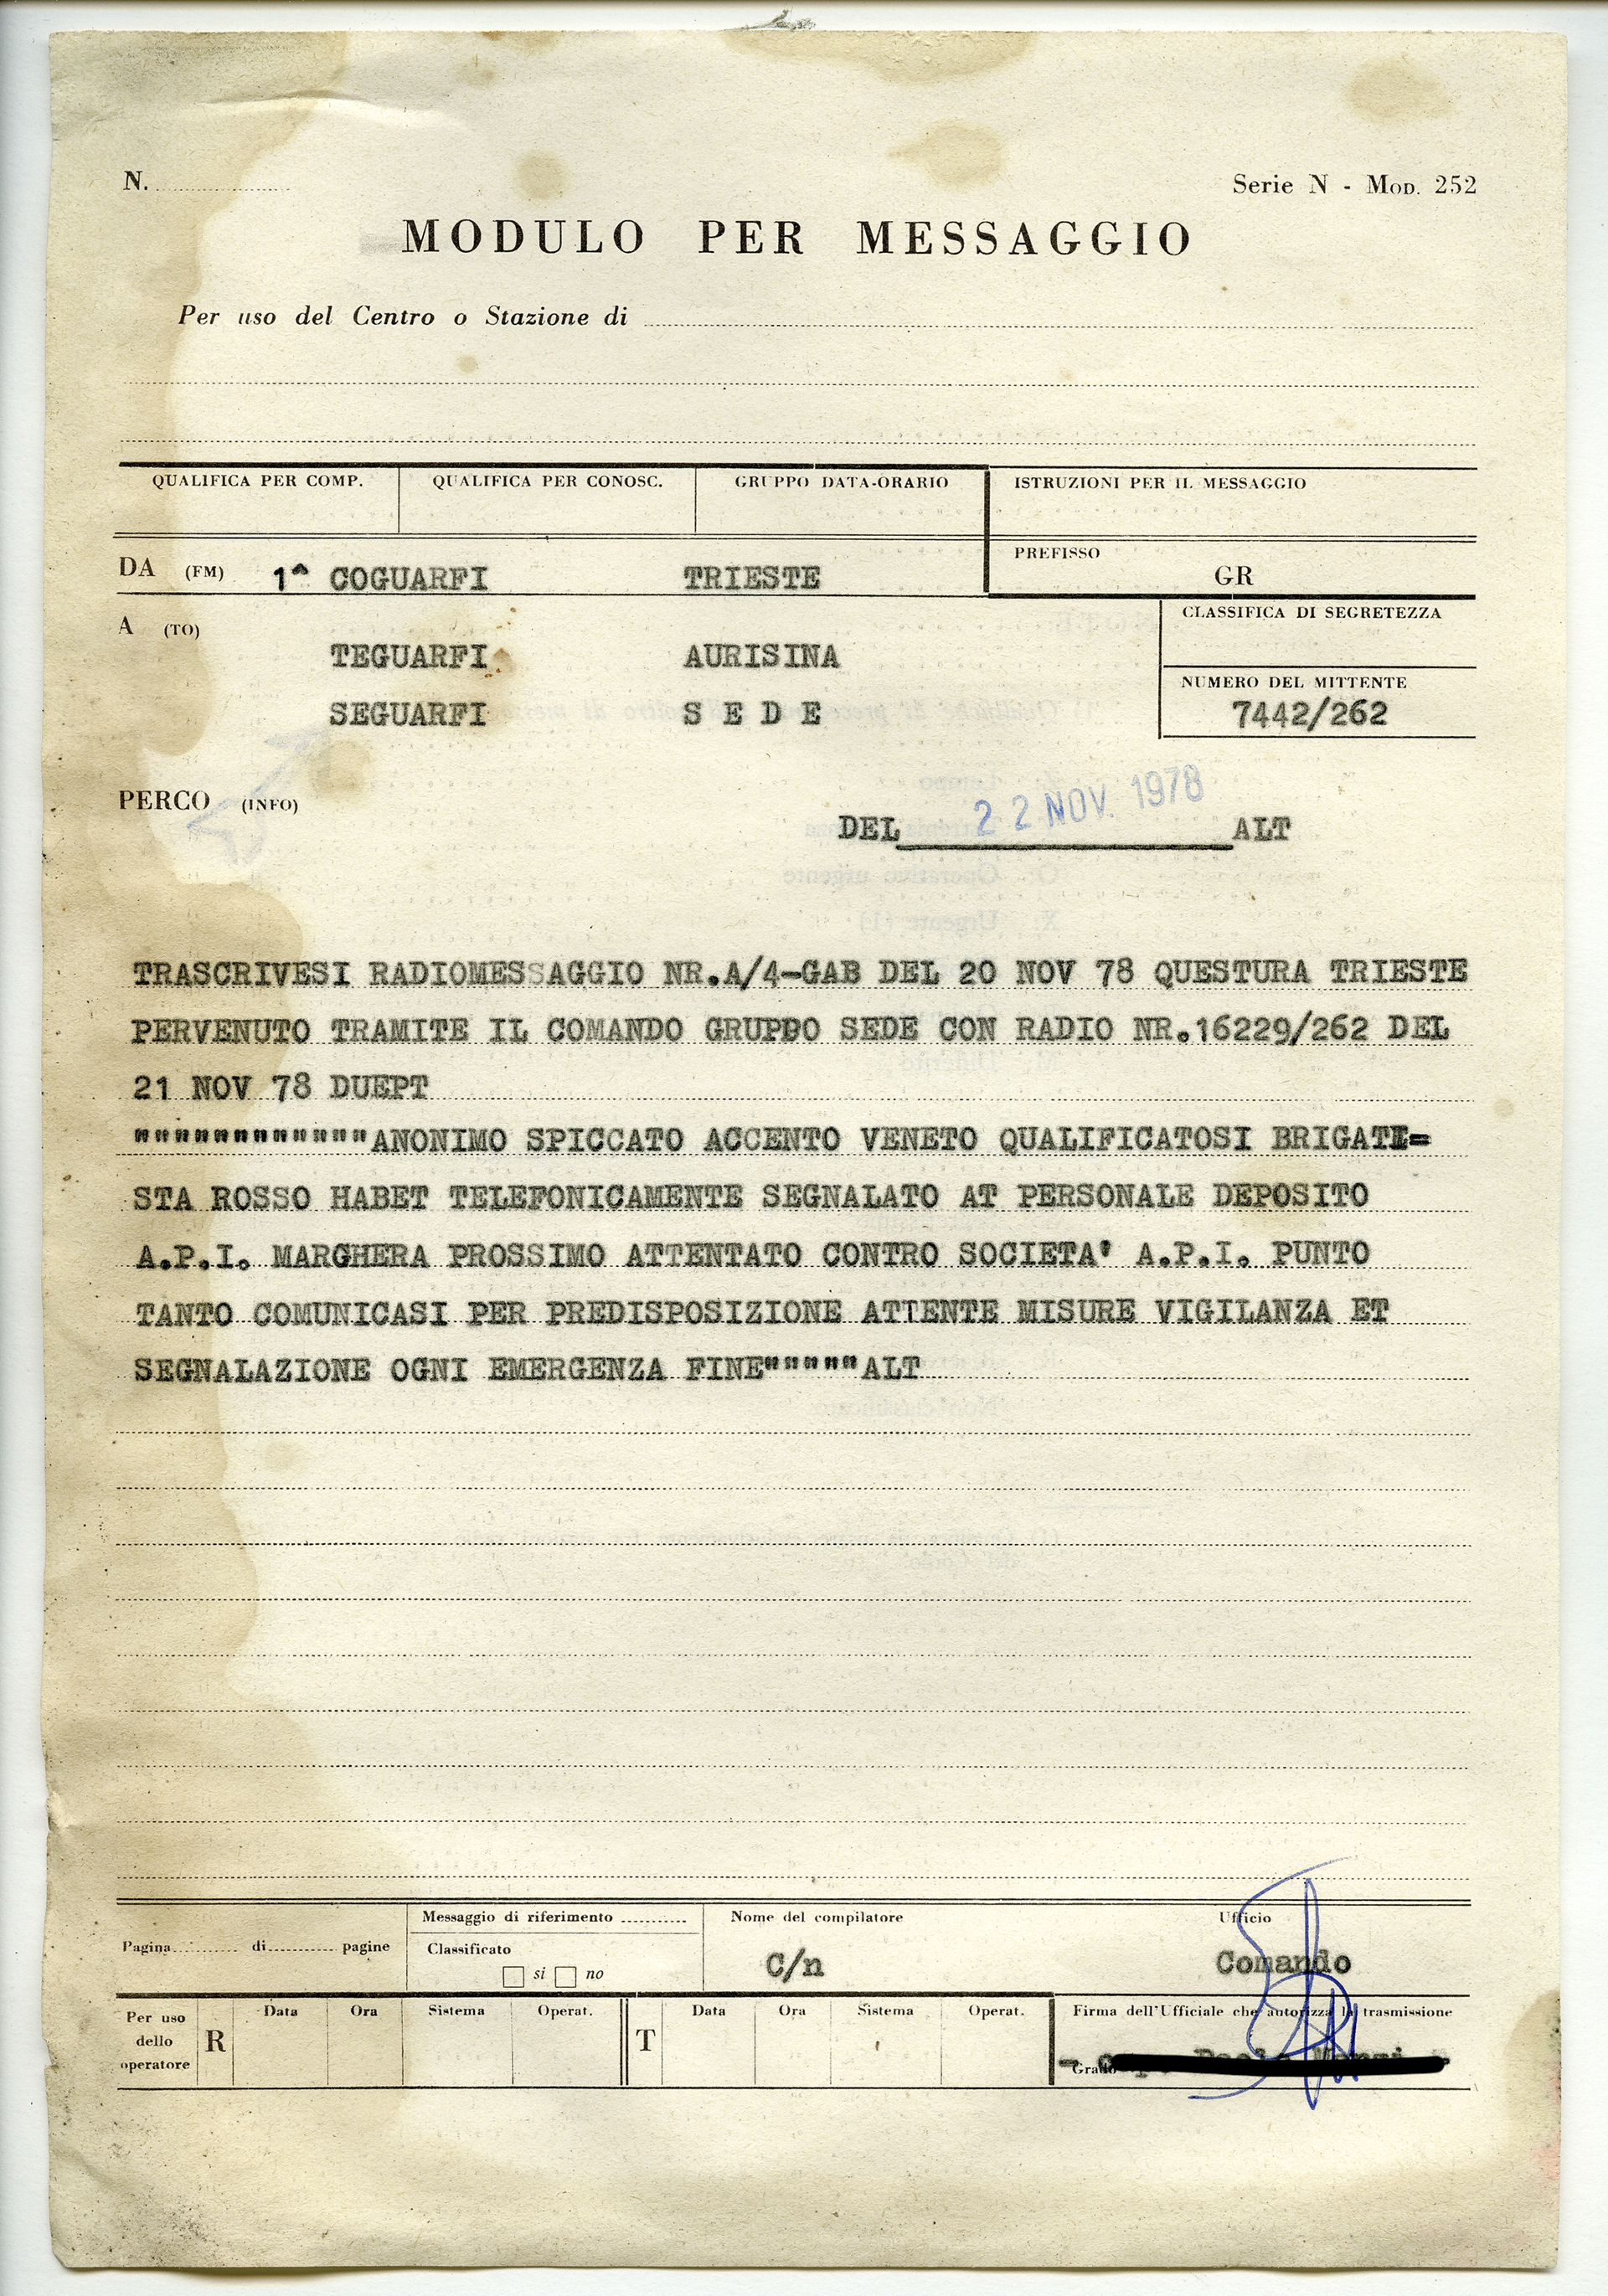 N.
Serie N - Mod. 252
MODULO PER MESSAGGIO
Per uso del Centro o Stazione di
QUALIFICA PER COMP.
QUALIFICA PER CONOSC.
GRUPPO DATA-ORARIO
ISTRUZIONI PER IL MESSAGGIO
DA (FM) 1^ COGUARFI TRIESTE
PREFISSO
GR
A (TO)
CLASSIFICA DI SEGRETEZZA
TEGUARFI AURISINA
NUMERO DEL MITTENTE
SEGUARFI S E D E
7442/262
PERCO (INFO)
DEL 22 NOV. 1978 ALT
TRASCRIVESI RADIOMESSAGGIO NR.A/4-GAB DEL 20 NOV 78 QUESTURA TRIESTE
PERVENUTO TRAMITE IL COMANDO GRUPPO SEDE CON RADIO NR.16229/262 DEL
21 NOV 78 DUEPT
""""""""""""ANONIMO SPICCATO ACCENTO VENETO QUALIFICATOSI BRIGATI=
STA ROSSO HABET TELEFONICAMENTE SEGNALATO AT PERSONALE DEPOSITO
A.P.I. MARGHERA PROSSIMO ATTENTATO CONTRO SOCIETA' A.P.I. PUNTO
TANTO COMUNICASI PER PREDISPOSIZIONE ATTENTE MISURE VIGILANZA ET
SEGNALAZIONE OGNI EMERGENZA FINE"""""ALT
Pagina di pagine
Messaggio di riferimento
Classificato
si no
Nome del compilatore
C/n
Ufficio
Comando
Per uso
dello
operatore
R
Data Ora Sistema Operat.
T
Data Ora Sistema Operat.
Firma dell'Ufficiale che autorizza la trasmissione
Grado